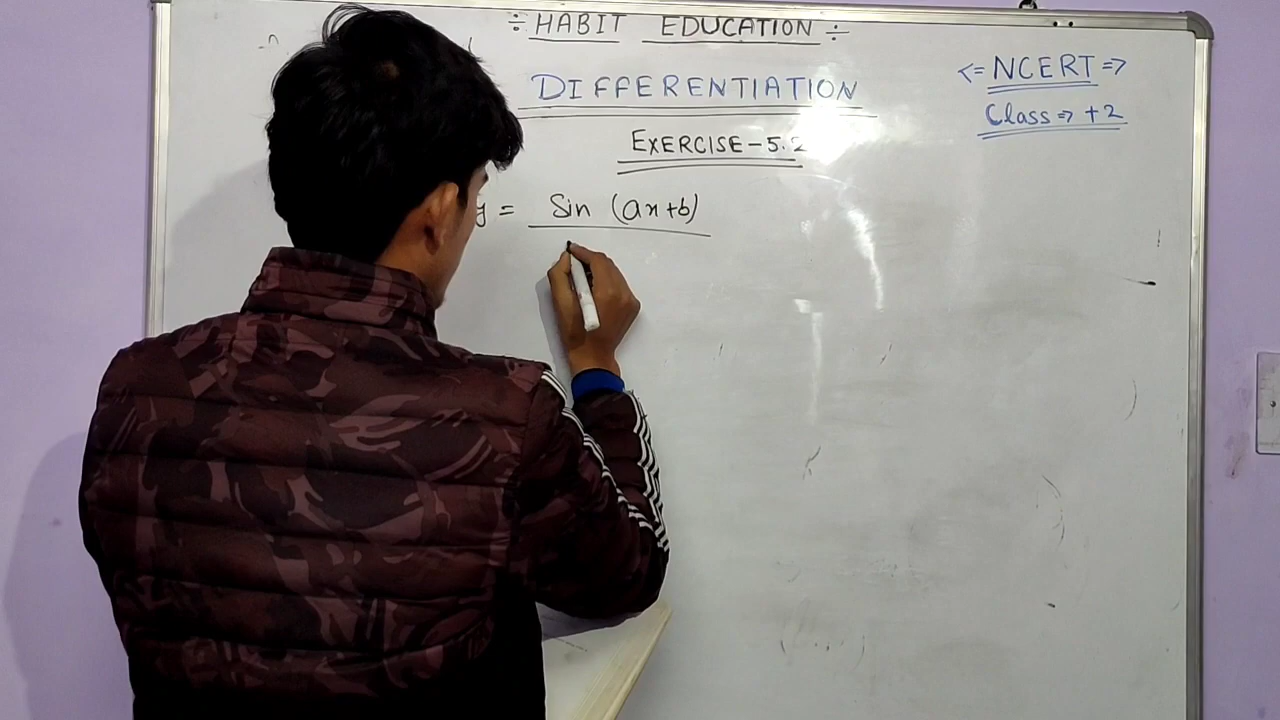 ÷ HABIT EDUCATION ÷
DIFFERENTIATION
<= NCERT =>
Class => +2
EXERCISE - 5.2
y = Sin (ax+b)